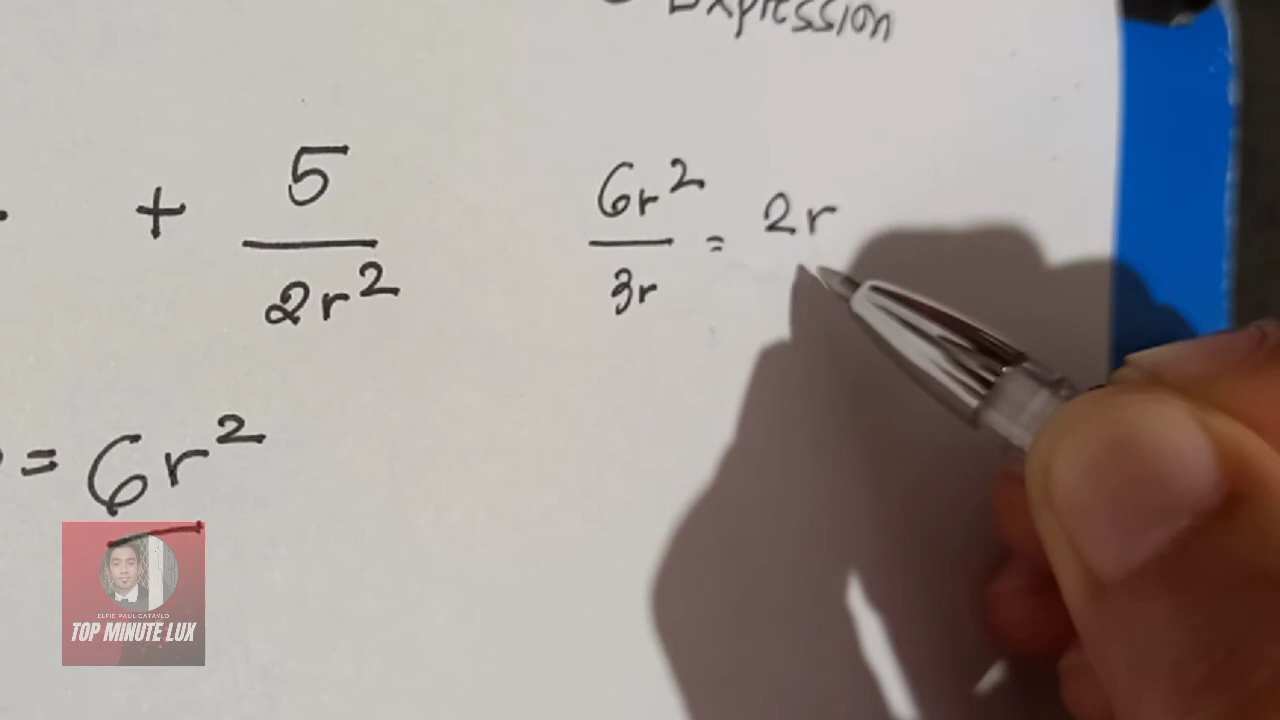 Expression
+ 5/2r² 6r²/3r = 2r
= 6r²
ELFIE PAUL CATAYLO
TOP MINUTE LUX